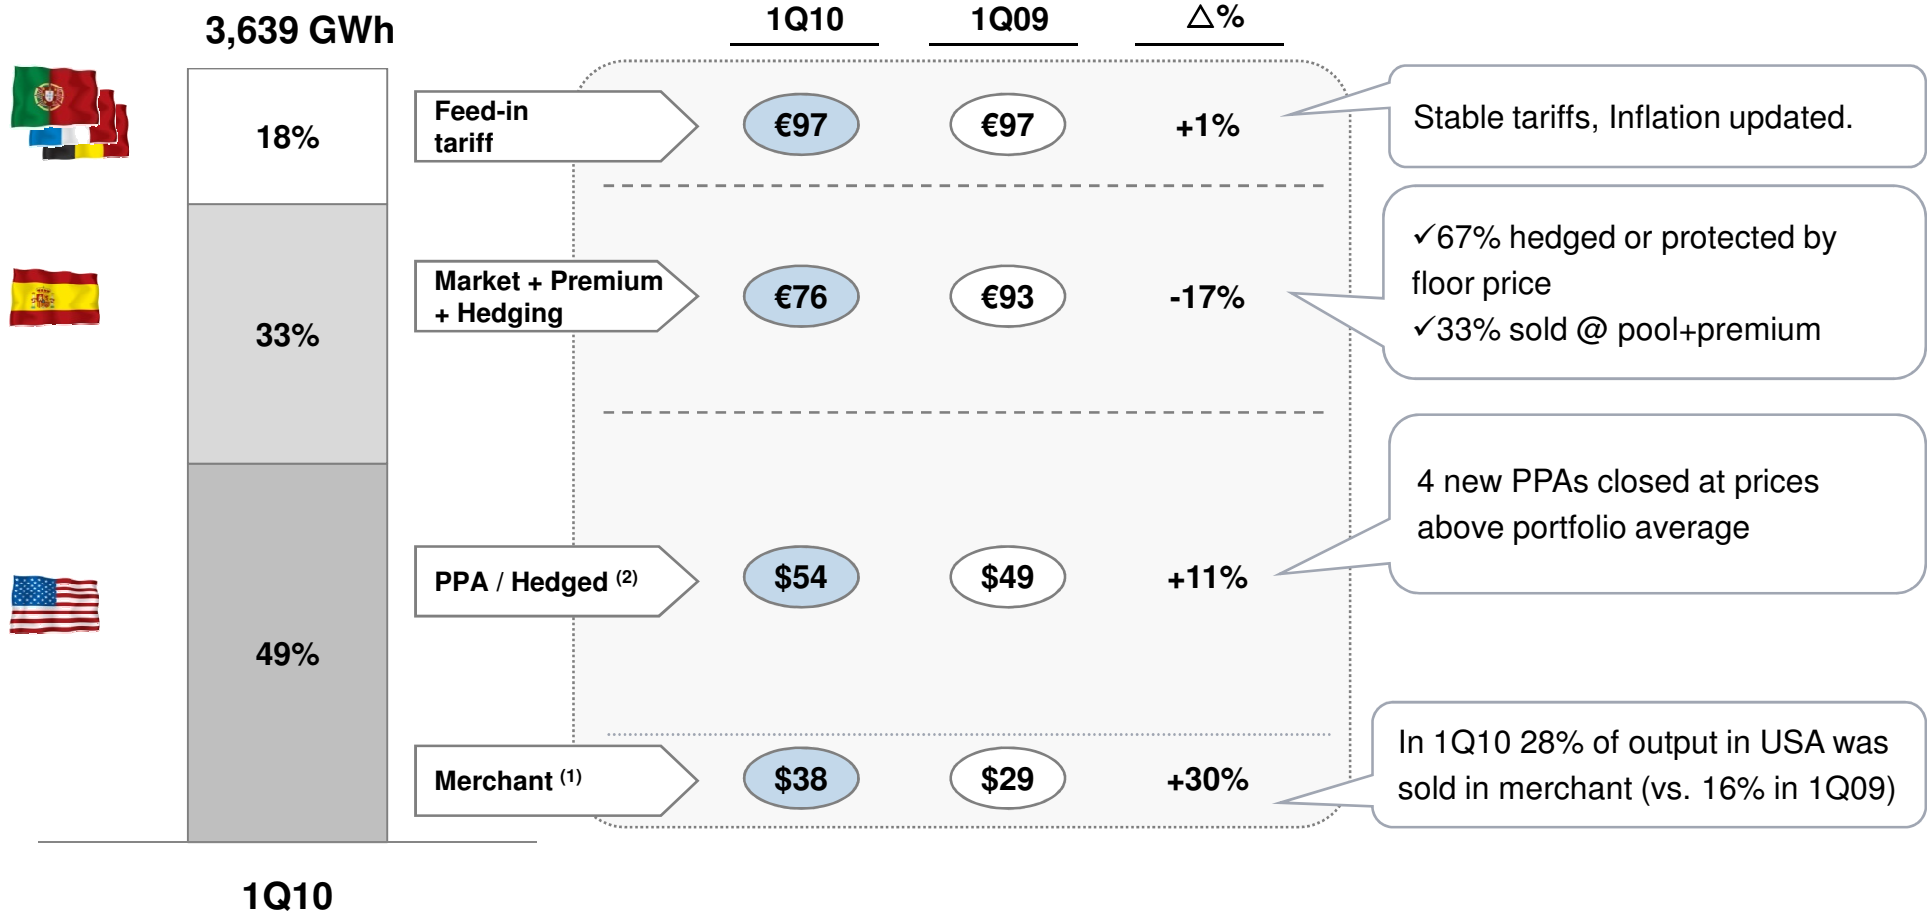 3,639 GWh
1Q10 1Q09 △%
18%
Feed-in
tariff
€97 €97 +1%
Stable tariffs, Inflation updated.
33%
Market + Premium
+ Hedging
€76 €93 -17%
✓67% hedged or protected by
floor price
✓33% sold @ pool+premium
49%
PPA / Hedged (2)
$54 $49 +11%
4 new PPAs closed at prices
above portfolio average
Merchant (1)
$38 $29 +30%
In 1Q10 28% of output in USA was
sold in merchant (vs. 16% in 1Q09)
1Q10